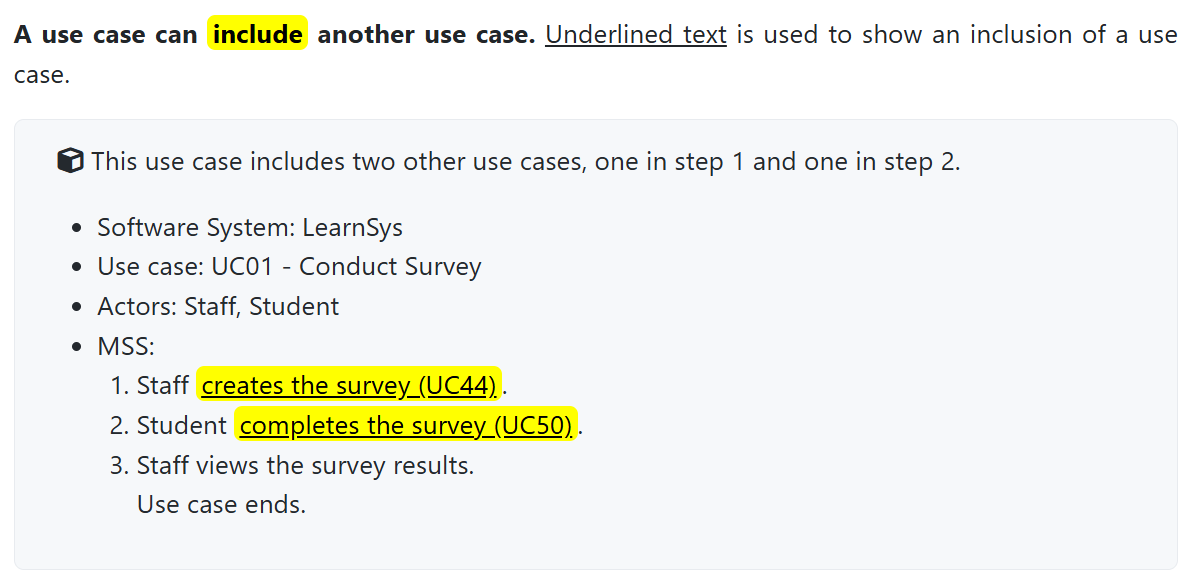 A use case can include another use case. Underlined text is used to show an inclusion of a use
case.
This use case includes two other use cases, one in step 1 and one in step 2.
• Software System: LearnSys
• Use case: UC01 - Conduct Survey
• Actors: Staff, Student
• MSS:
1. Staff creates the survey (UC44).
2. Student completes the survey (UC50).
3. Staff views the survey results.
Use case ends.